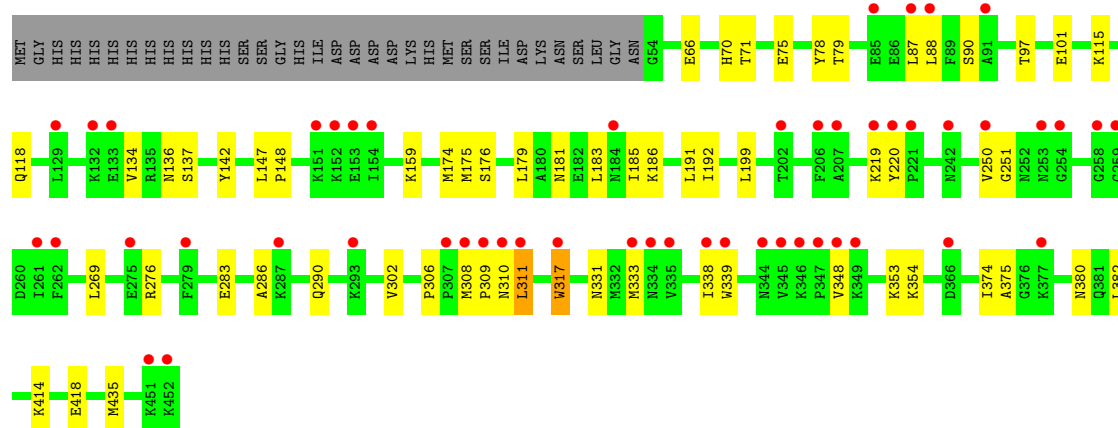 MET GLY HIS HIS HIS HIS HIS HIS HIS HIS HIS HIS SER SER GLY HIS ILE ASP ASP ASP ASP LYS HIS MET SER SER ILE ASP LYS ASN SER LEU GLY ASN G54 E66 H70 T71 E75 Y78 T79 E85 E86 L87 L88 F89 S90 A91 T97 E101 K115
Q118 L129 K132 E133 V134 R135 N136 S137 Y142 L147 P148 K151 K152 E153 I154 K159 M174 M175 S176 L179 A180 N181 E182 L183 N184 I185 K186 L191 I192 L199 T202 F206 A207 K219 Y220 P221 N242 V250 G251 N252 N253 G254 G258
D260 I261 F262 L269 E275 R276 F279 E283 A286 K287 Q290 K293 V302 P306 P307 M308 P309 N310 L311 W317 N331 M332 M333 N334 V335 I338 W339 N344 V345 K346 P347 V348 K349 K353 K354 D366 I374 A375 G376 K377 N380 Q381 L382
K414 E418 M435 K451 K452